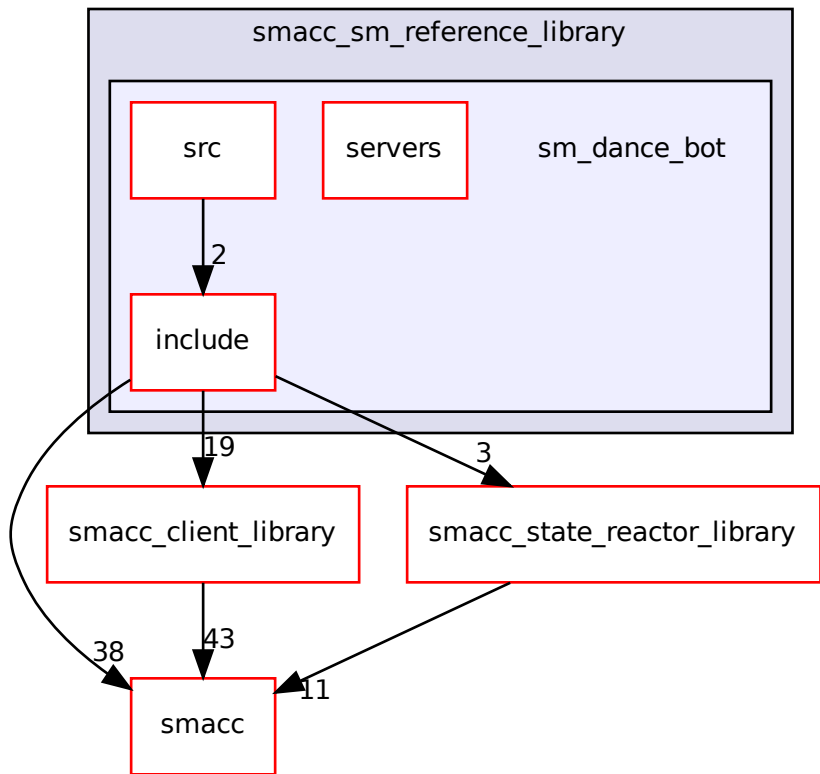 smacc_sm_reference_library
src
servers
sm_dance_bot
2
include
19
3
smacc_client_library
smacc_state_reactor_library
38
43
11
smacc